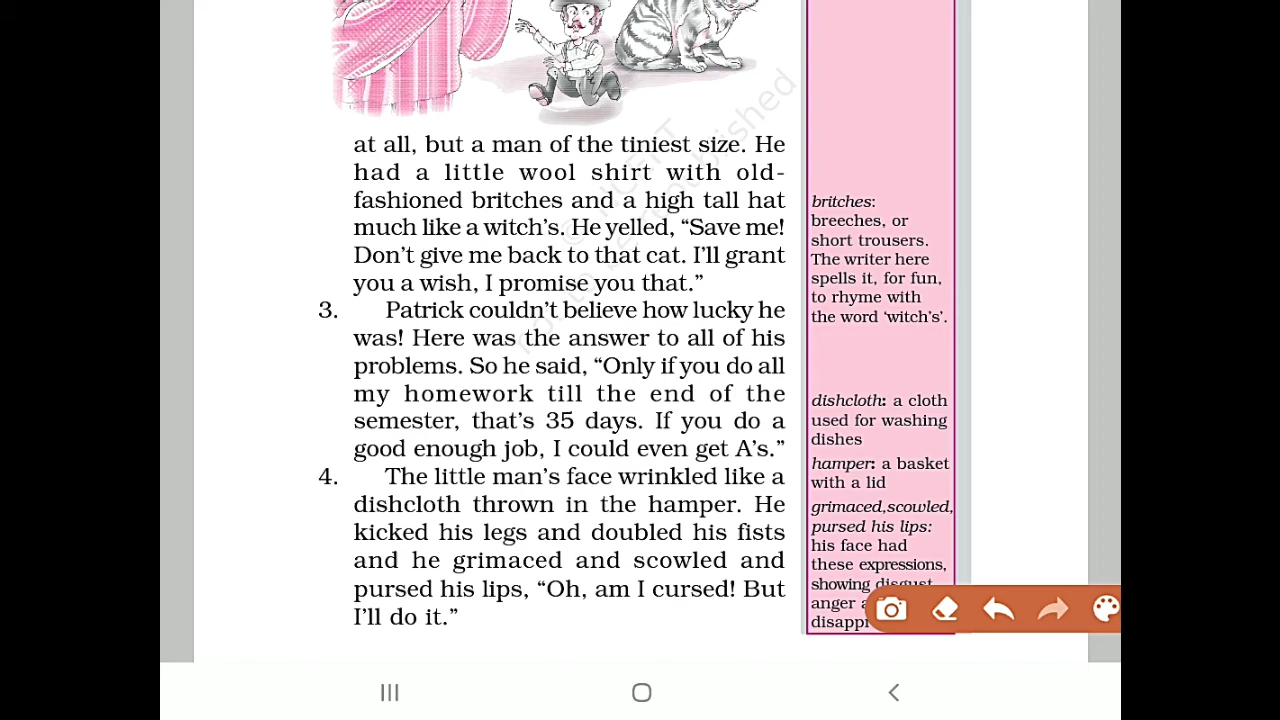 at all, but a man of the tiniest size. He
had a little wool shirt with old-
fashioned britches and a high tall hat
much like a witch's. He yelled, “Save me!
Don't give me back to that cat. I'll grant
you a wish, I promise you that.”
3. Patrick couldn't believe how lucky he
was! Here was the answer to all of his
problems. So he said, “Only if you do all
my homework till the end of the
semester, that's 35 days. If you do a
good enough job, I could even get A's.”
4. The little man's face wrinkled like a
dishcloth thrown in the hamper. He
kicked his legs and doubled his fists
and he grimaced and scowled and
pursed his lips, “Oh, am I cursed! But
I'll do it.”
britches:
breeches, or
short trousers.
The writer here
spells it, for fun,
to rhyme with
the word ‘witch's’.
dishcloth: a cloth
used for washing
dishes
hamper: a basket
with a lid
grimaced,scowled,
pursed his lips:
his face had
these expressions,
showing disgust
anger